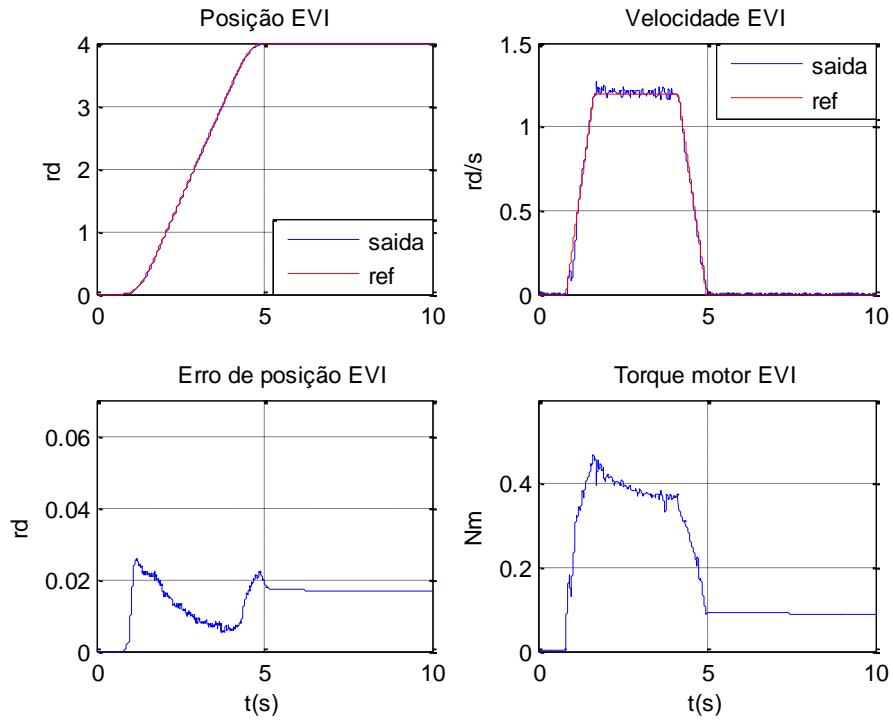 Posição EVI
4
3
2
1
0
rd
0
5
10
saida
ref
Velocidade EVI
1.5
1
0.5
0
rd/s
0
5
10
saida
ref
Erro de posição EVI
0.06
0.04
0.02
0
rd
0
5
10
t(s)
Torque motor EVI
0.4
0.2
0
Nm
0
5
10
t(s)